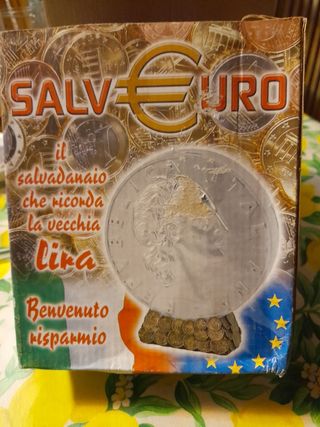 SALV€URO
il
salvadanaio
che ricorda
la vecchia
lira
Benvenuto
risparmio